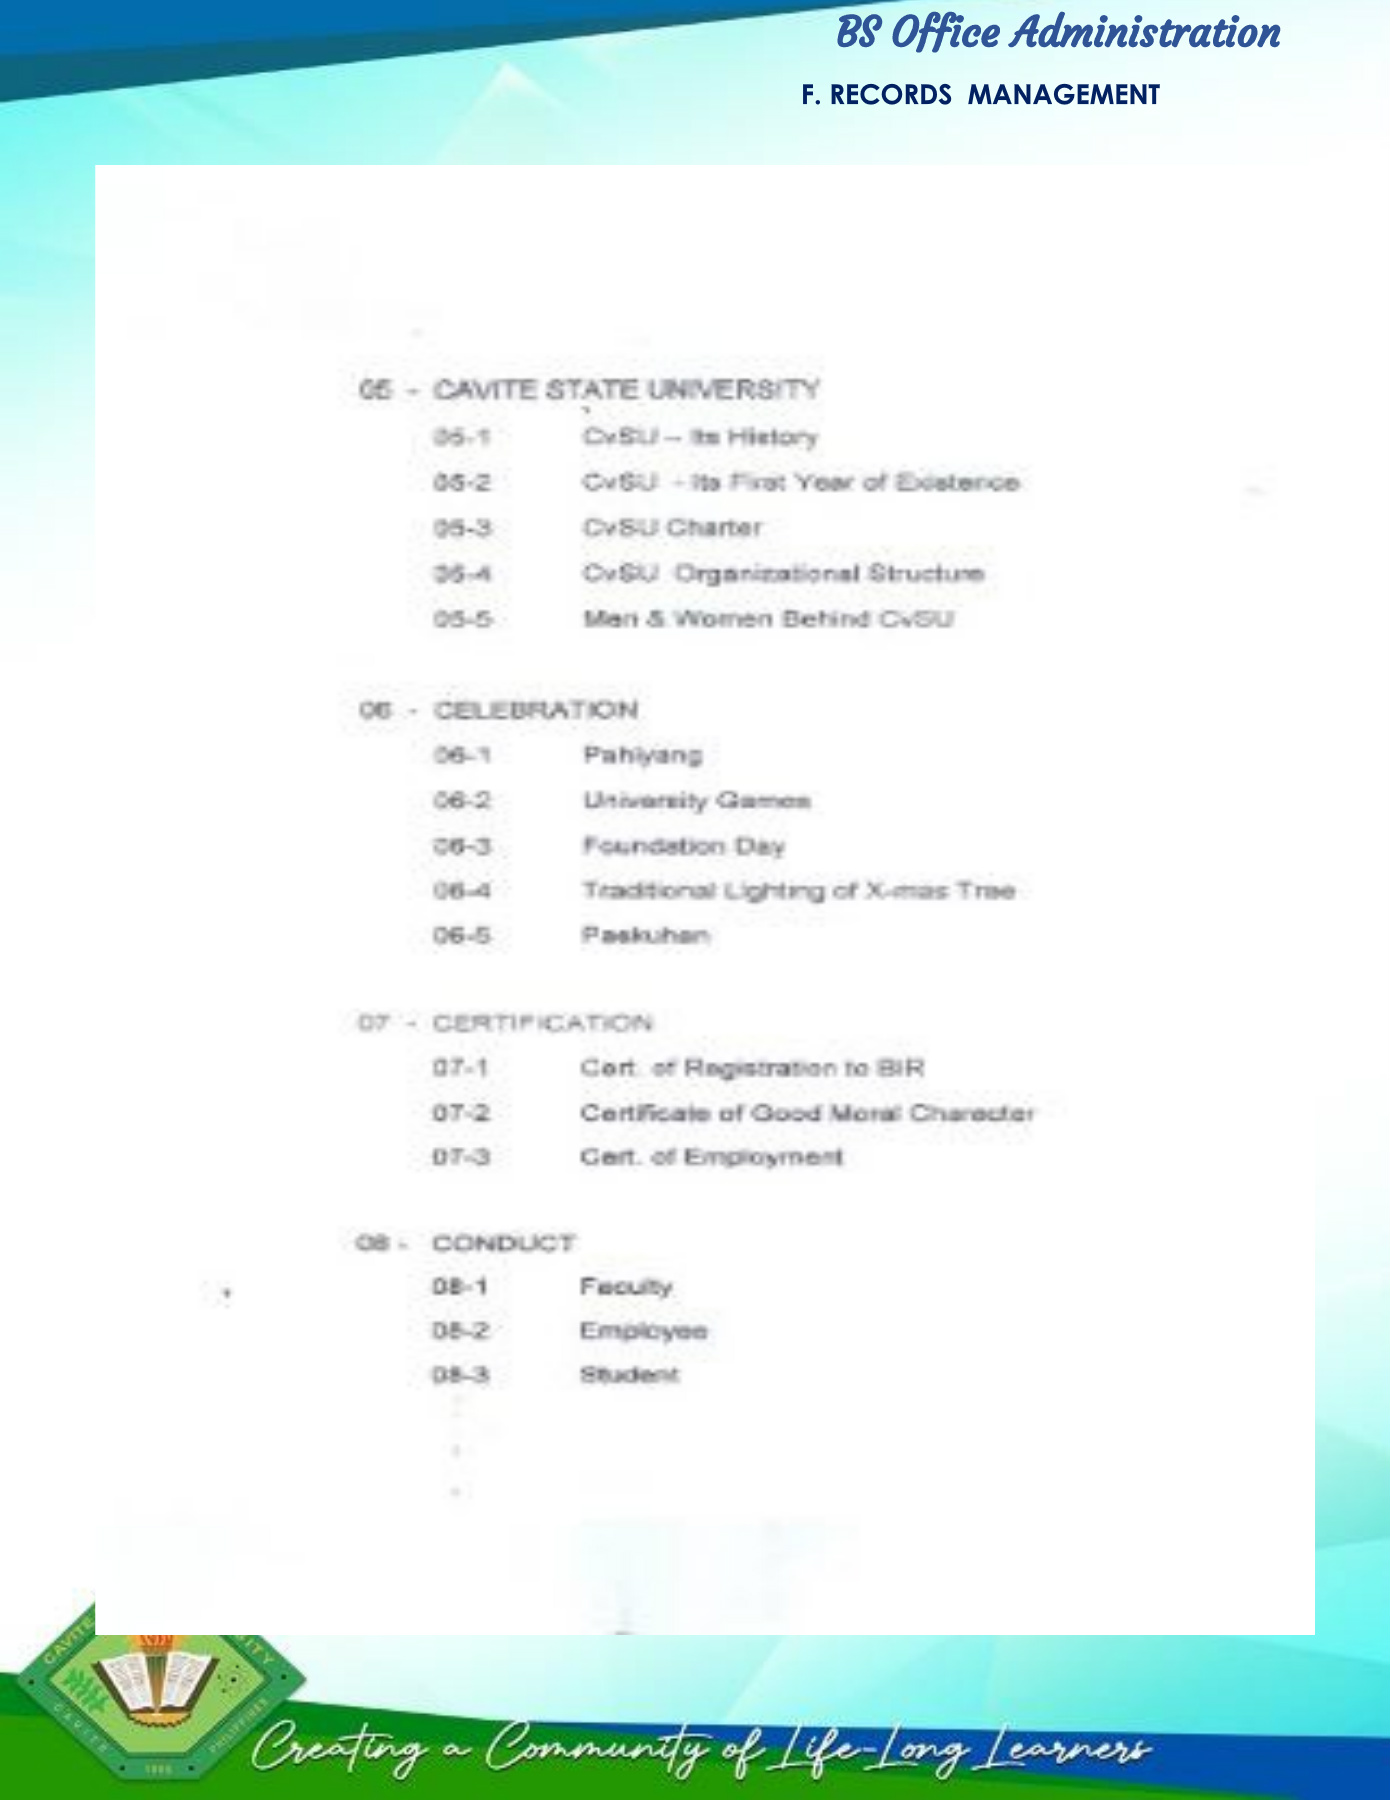 BS Office Administration
F. RECORDS MANAGEMENT
05 - CAVITE STATE UNIVERSITY
05-1 CvSU – Its History
05-2 CvSU - Its First Year of Existence
05-3 CvSU Charter
05-4 CvSU Organizational Structure
05-5 Men & Women Behind CvSU
06 - CELEBRATION
06-1 Pahiyang
06-2 University Games
06-3 Foundation Day
06-4 Traditional Lighting of X-mas Tree
06-5 Paskuhan
07 - CERTIFICATION
07-1 Cert. of Registration to BIR
07-2 Certificate of Good Moral Character
07-3 Cert. of Employment
08 - CONDUCT
08-1 Faculty
08-2 Employee
08-3 Student
CAVITE
SITY
CAVITE
PHILIPPINES
1906
Creating a Community of Life-Long Learners